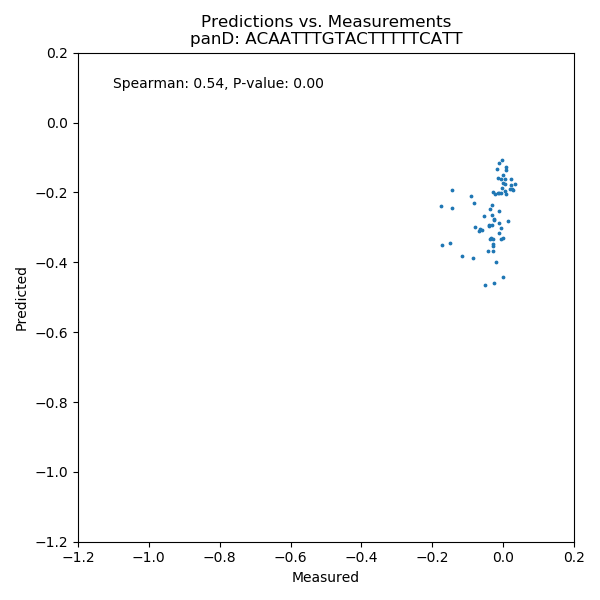 Predictions vs. Measurements
panD: ACAATTTGTACTTTTTCATT
Spearman: 0.54, P-value: 0.00
0.2
0.0
−0.2
−0.4
−0.6
−0.8
−1.0
−1.2
Predicted
−1.2 −1.0 −0.8 −0.6 −0.4 −0.2 0.0 0.2
Measured